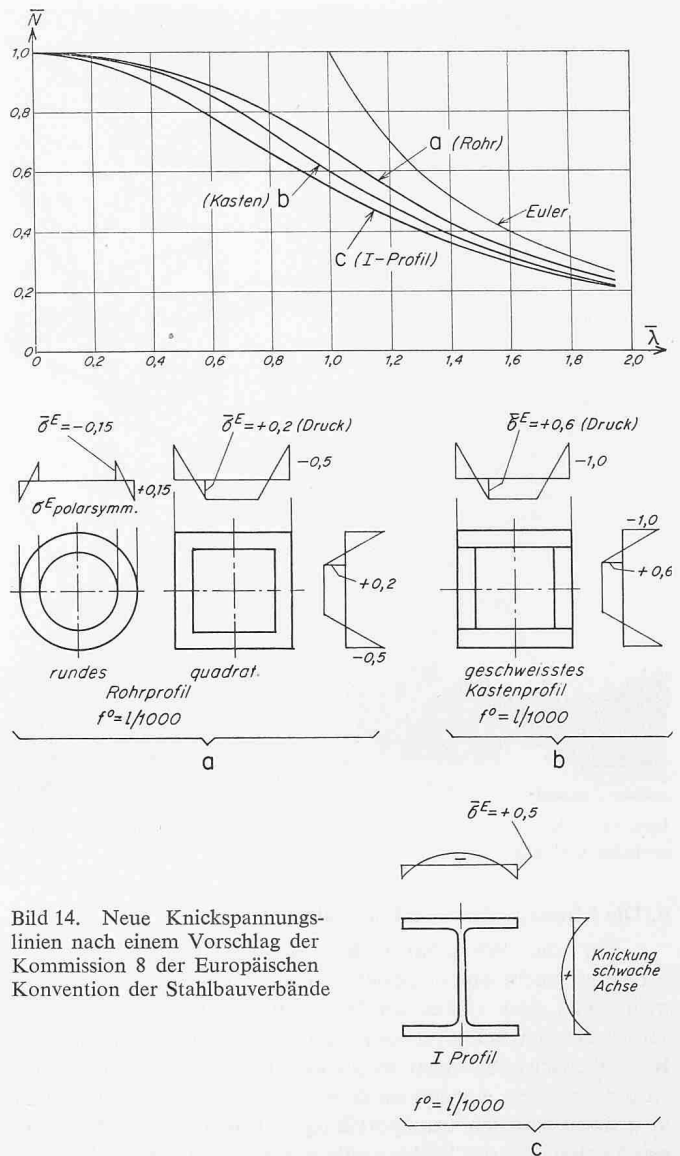 N̅
1,0
0,8
0,6
0,4
0,2
0
0 0,2 0,4 0,6 0,8 1,0 1,2 1,4 1,6 1,8 2,0
λ̅
a (Rohr)
(Kasten) b
Euler
c (I-Profil)
σ̅ᴱ=-0,15
+0,15
σᴱ polarsymm.
σ̅ᴱ=+0,2 (Druck)
-0,5
+0,2
-0,5
σ̅ᴱ=+0,6 (Druck)
-1,0
-1,0
+0,6
rundes quadrat.
Rohrprofil
f°=l/1000
a
geschweisstes
Kastenprofil
f°=l/1000
b
σ̅ᴱ=+0,5
-
+
Knickung
schwache
Achse
I Profil
f°=l/1000
c
Bild 14. Neue Knickspannungs-
linien nach einem Vorschlag der
Kommission 8 der Europäischen
Konvention der Stahlbauverbände